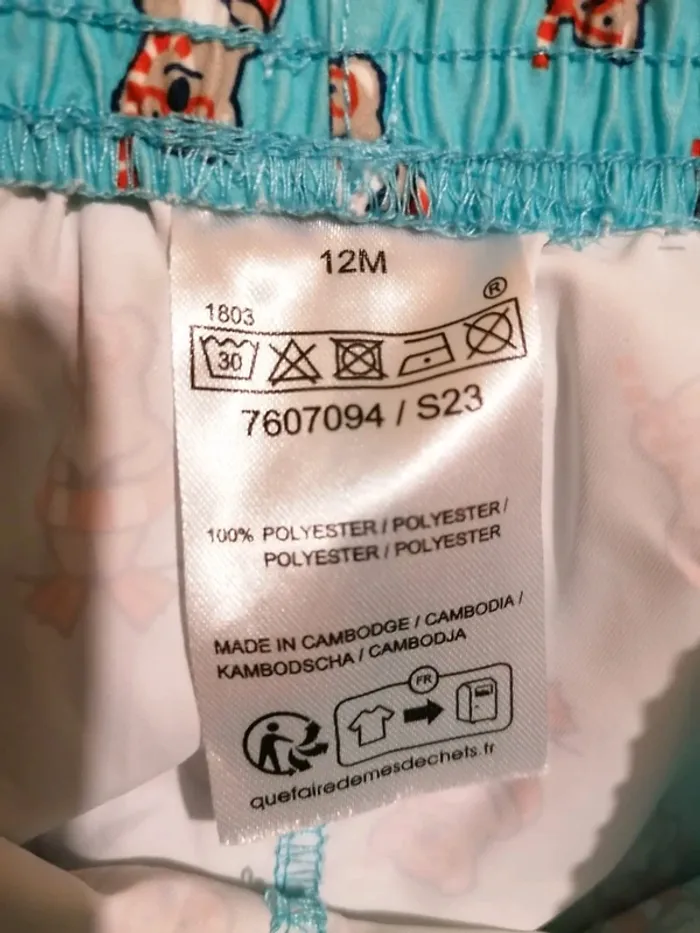 12M
®
1803
30
7607094 / S23
100% POLYESTER / POLYESTER /
POLYESTER / POLYESTER
MADE IN CAMBODGE / CAMBODIA /
KAMBODSCHA / CAMBODJA
FR
quefairedemesdechets.fr